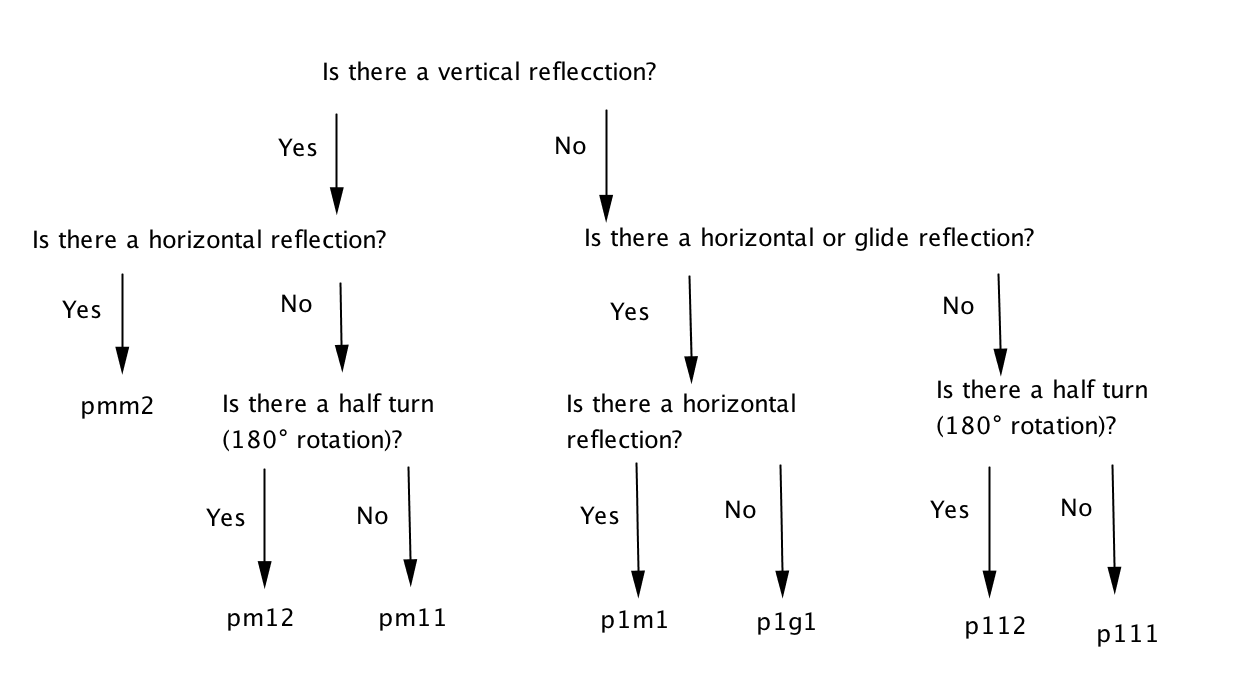 Is there a vertical reflecction?
Yes
No
Is there a horizontal reflection?
Is there a horizontal or glide reflection?
Yes
No
Yes
No
pmm2
Is there a half turn
(180° rotation)?
Is there a horizontal
reflection?
Is there a half turn
(180° rotation)?
Yes
No
Yes
No
Yes
No
pm12
pm11
p1m1
p1g1
p112
p111